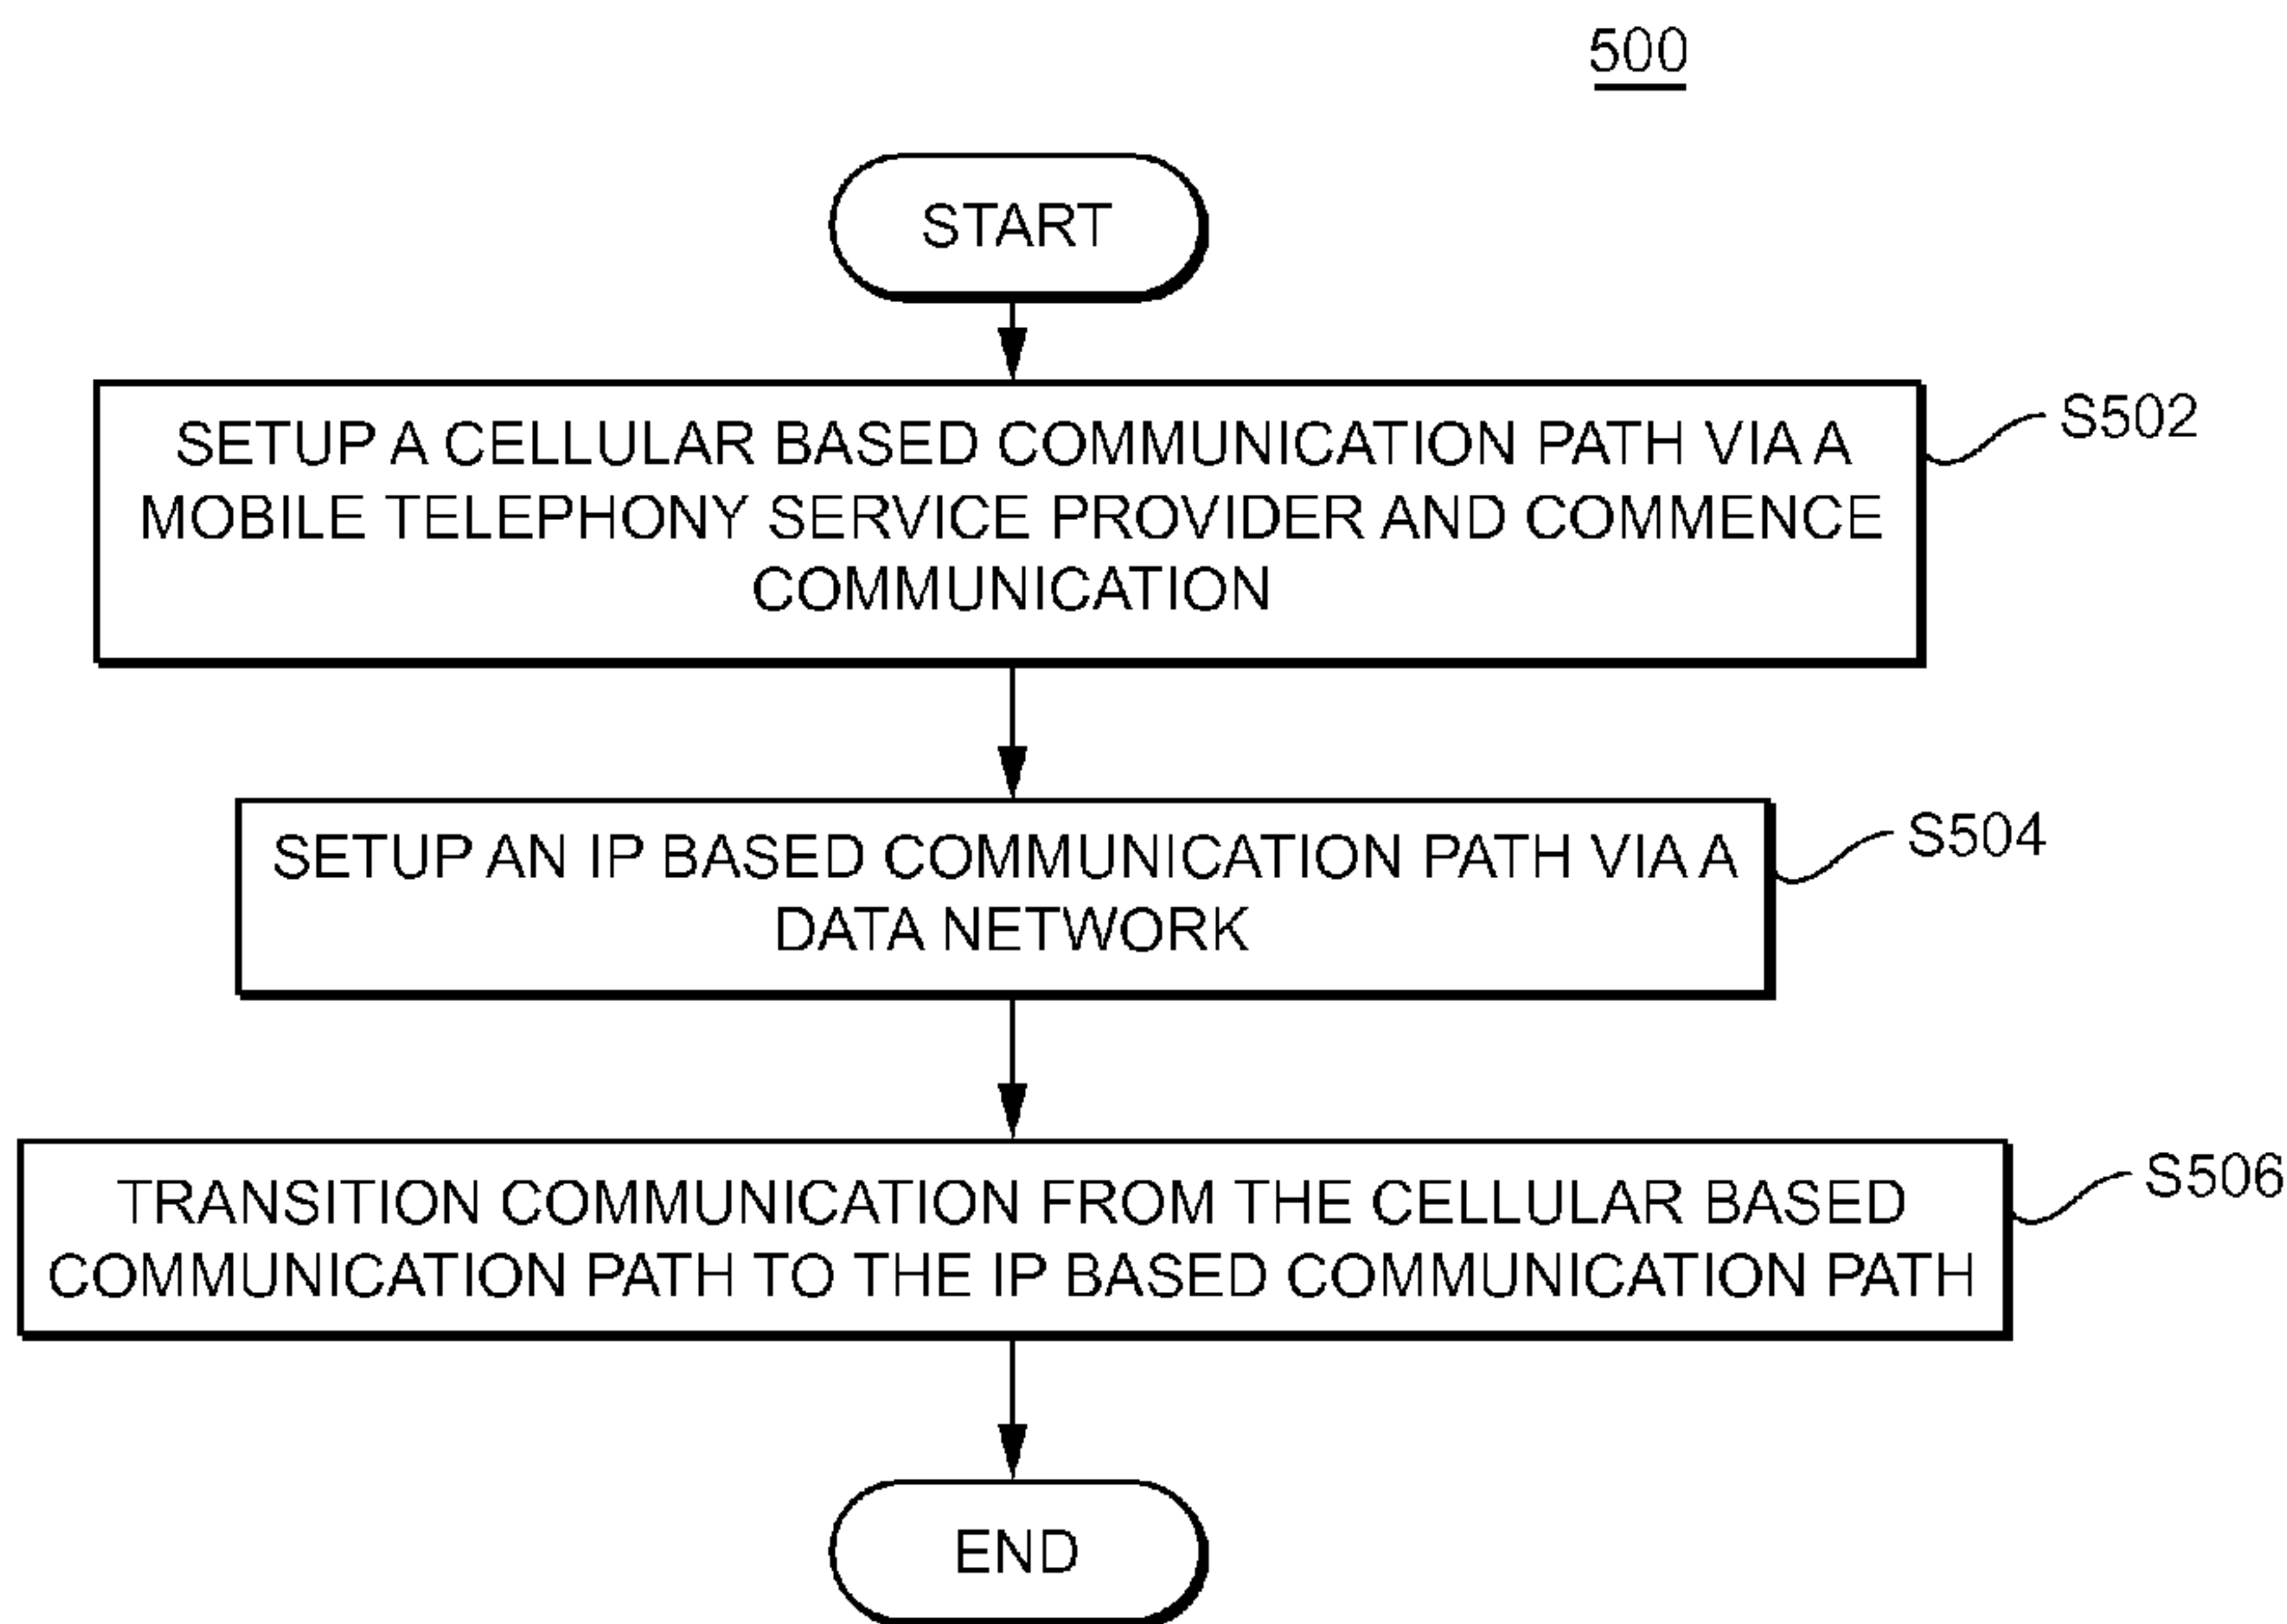 500
START
SETUP A CELLULAR BASED COMMUNICATION PATH VIA A
MOBILE TELEPHONY SERVICE PROVIDER AND COMMENCE
COMMUNICATION
S502
SETUP AN IP BASED COMMUNICATION PATH VIA A
DATA NETWORK
S504
TRANSITION COMMUNICATION FROM THE CELLULAR BASED
COMMUNICATION PATH TO THE IP BASED COMMUNICATION PATH
S506
END